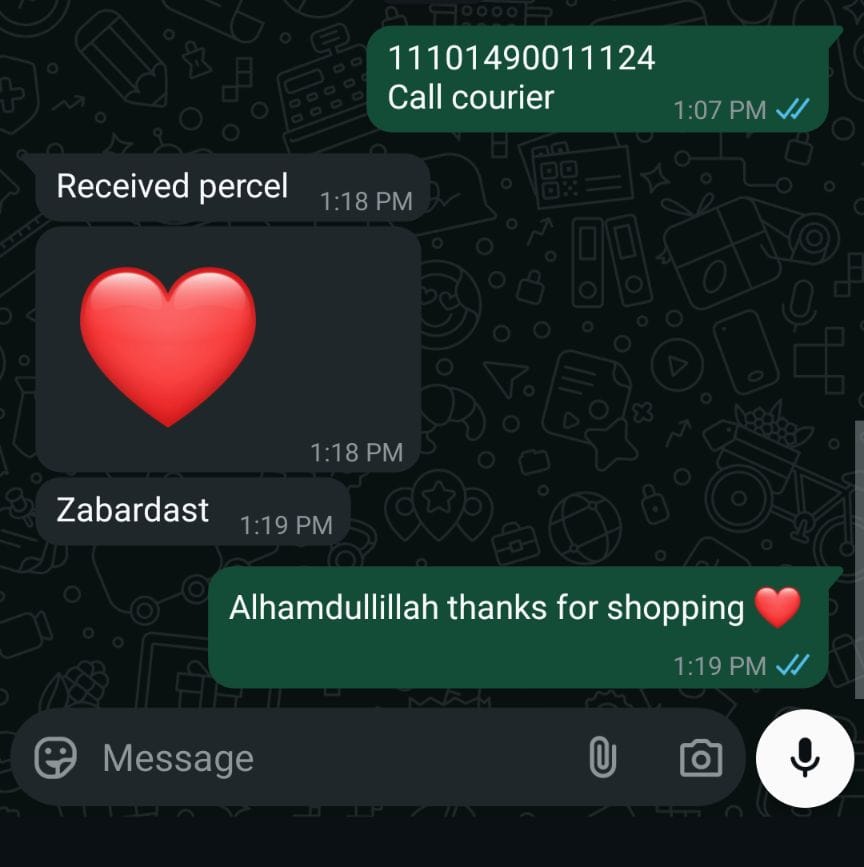 11101490011124
Call courier
1:07 PM
Received percel
1:18 PM
❤️
1:18 PM
Zabardast
1:19 PM
Alhamdullillah thanks for shopping ❤️
1:19 PM
Message